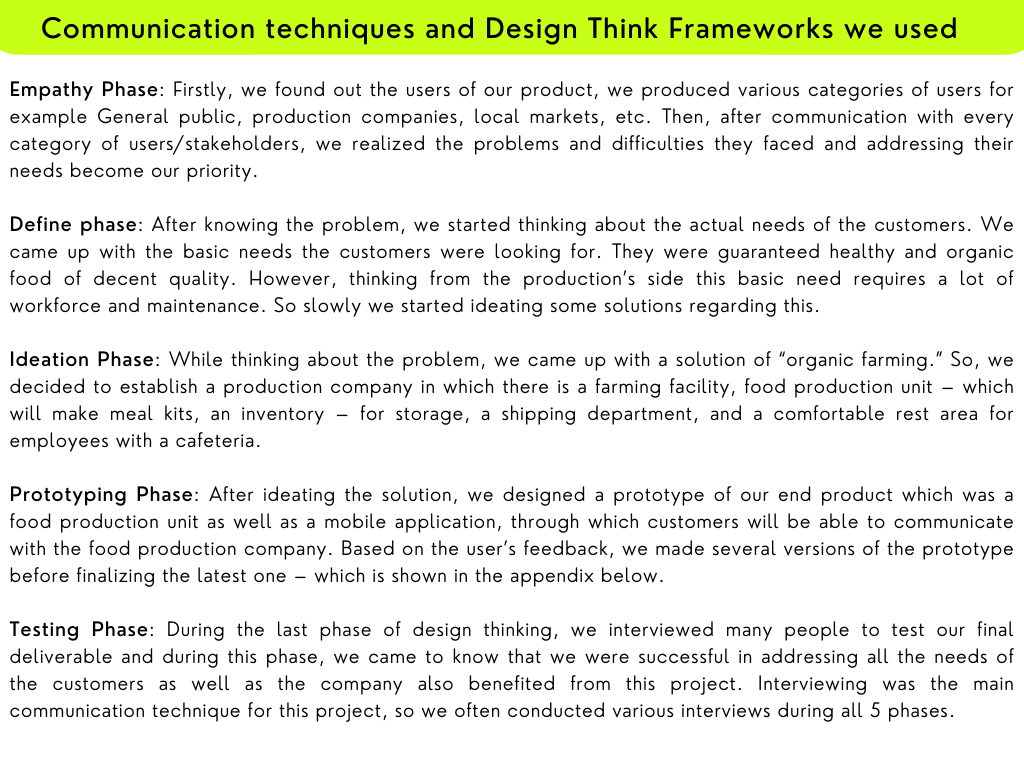 Communication techniques and Design Think Frameworks we used
Empathy Phase: Firstly, we found out the users of our product, we produced various categories of users for
example General public, production companies, local markets, etc. Then, after communication with every
category of users/stakeholders, we realized the problems and difficulties they faced and addressing their
needs become our priority.
Define phase: After knowing the problem, we started thinking about the actual needs of the customers. We
came up with the basic needs the customers were looking for. They were guaranteed healthy and organic
food of decent quality. However, thinking from the production's side this basic need requires a lot of
workforce and maintenance. So slowly we started ideating some solutions regarding this.
Ideation Phase: While thinking about the problem, we came up with a solution of “organic farming.” So, we
decided to establish a production company in which there is a farming facility, food production unit – which
will make meal kits, an inventory – for storage, a shipping department, and a comfortable rest area for
employees with a cafeteria.
Prototyping Phase: After ideating the solution, we designed a prototype of our end product which was a
food production unit as well as a mobile application, through which customers will be able to communicate
with the food production company. Based on the user's feedback, we made several versions of the prototype
before finalizing the latest one – which is shown in the appendix below.
Testing Phase: During the last phase of design thinking, we interviewed many people to test our final
deliverable and during this phase, we came to know that we were successful in addressing all the needs of
the customers as well as the company also benefited from this project. Interviewing was the main
communication technique for this project, so we often conducted various interviews during all 5 phases.